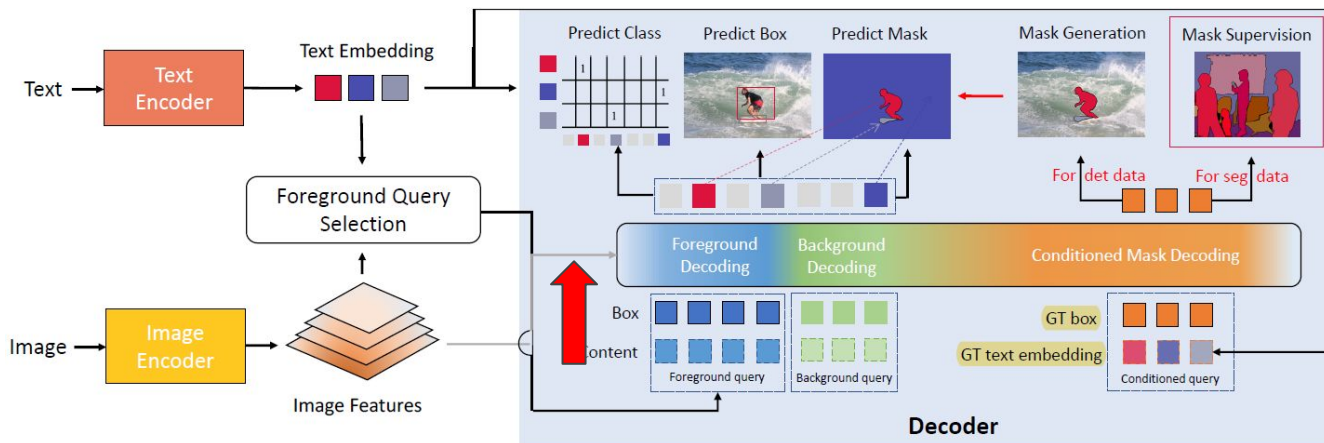 Text
Text
Encoder
Text Embedding
Foreground Query
Selection
Image
Image
Encoder
Image Features
Predict Class
1
1
1
Predict Box
Predict Mask
Mask Generation
Mask Supervision
For det data
For seg data
Foreground
Decoding
Background
Decoding
Conditioned Mask Decoding
Box
Content
Foreground query
Background query
GT box
GT text embedding
Conditioned query
Decoder